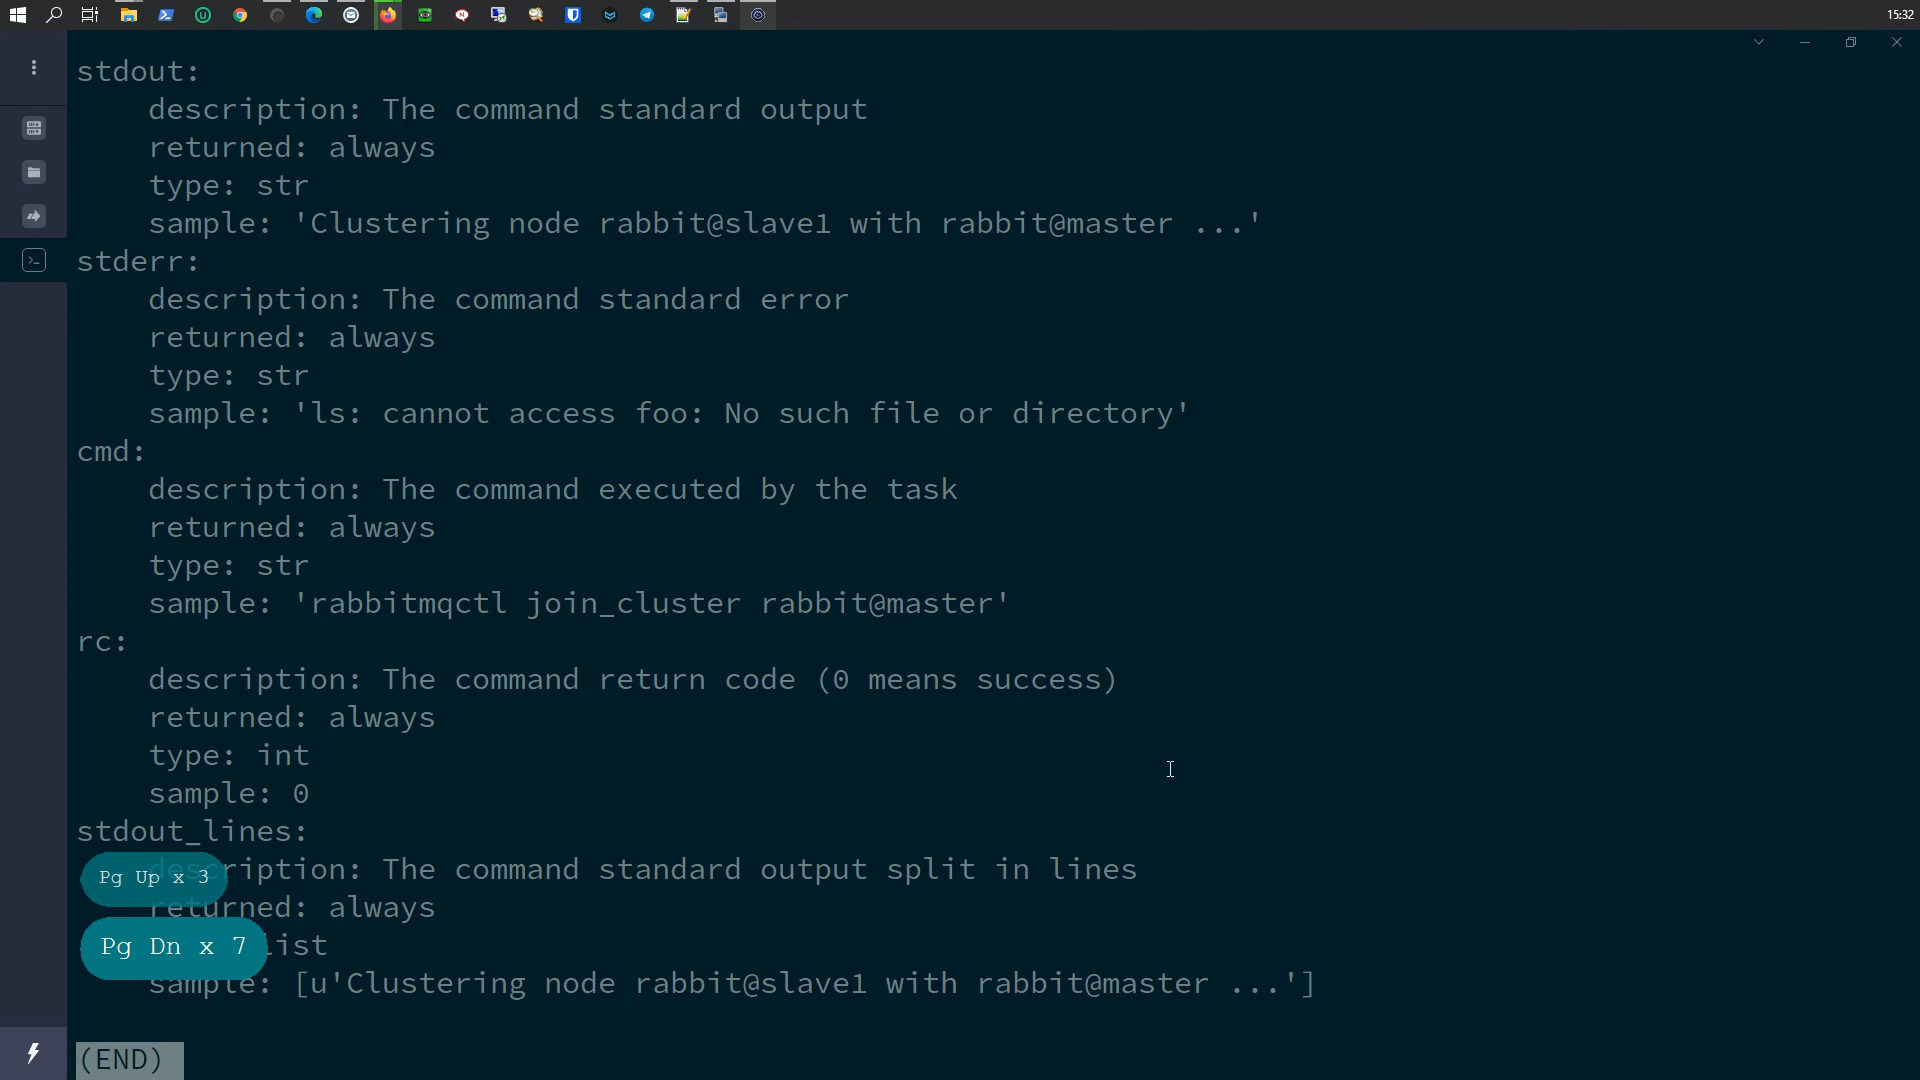 15:32
stdout:
description: The command standard output
returned: always
type: str
sample: 'Clustering node rabbit@slave1 with rabbit@master ...'
stderr:
description: The command standard error
returned: always
type: str
sample: 'ls: cannot access foo: No such file or directory'
cmd:
description: The command executed by the task
returned: always
type: str
sample: 'rabbitmqctl join_cluster rabbit@master'
rc:
description: The command return code (0 means success)
returned: always
type: int
sample: 0
stdout_lines:
description: The command standard output split in lines
Pg Up x 3
returned: always
Pg Dn x 7
list
sample: [u'Clustering node rabbit@slave1 with rabbit@master ...']
(END)